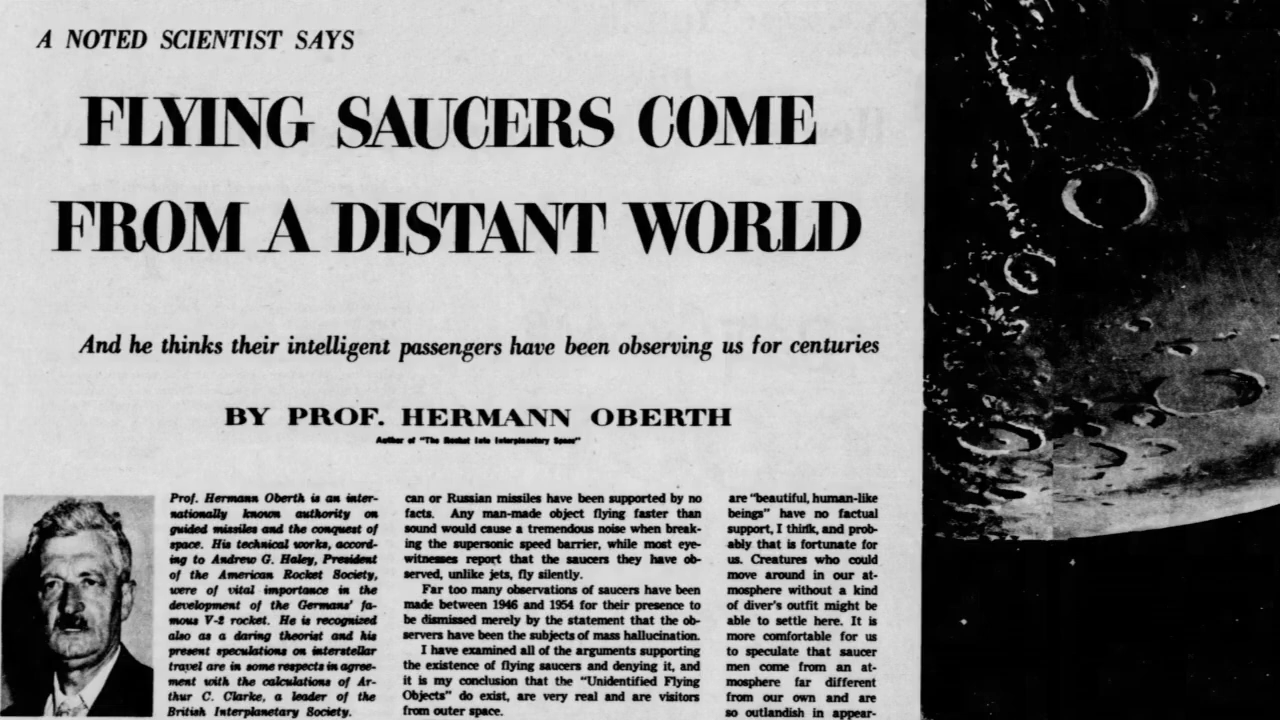 A NOTED SCIENTIST SAYS
FLYING SAUCERS COME
FROM A DISTANT WORLD
And he thinks their intelligent passengers have been observing us for centuries
BY PROF. HERMANN OBERTH
Author of "The Rocket Into Interplanetary Space"
Prof. Hermann Oberth is an inter-
nationally known authority on
guided missiles and the conquest of
space. His technical works, accord-
ing to Andrew G. Haley, President
of the American Rocket Society,
were of vital importance in the
development of the Germans' fa-
mous V-2 rocket. He is recognized
also as a daring theorist and his
present speculations on interstellar
travel are in some respects in agree-
ment with the calculations of Ar-
thur C. Clarke, a leader of the
British Interplanetary Society.
can or Russian missiles have been supported by no
facts. Any man-made object flying faster than
sound would cause a tremendous noise when break-
ing the supersonic speed barrier, while most eye-
witnesses report that the saucers they have ob-
served, unlike jets, fly silently.
Far too many observations of saucers have been
made between 1946 and 1954 for their presence to
be dismissed merely by the statement that the ob-
servers have been the subjects of mass hallucination.
I have examined all of the arguments supporting
the existence of flying saucers and denying it, and
it is my conclusion that the "Unidentified Flying
Objects" do exist, are very real and are visitors
from outer space.
are "beautiful, human-like
beings" have no factual
support, I think, and prob-
ably that is fortunate for
us. Creatures who could
move around in our at-
mosphere without a kind
of diver's outfit might be
able to settle here. It is
more comfortable for us
to speculate that saucer
men come from an at-
mosphere far different
from our own and are
so outlandish in appear-